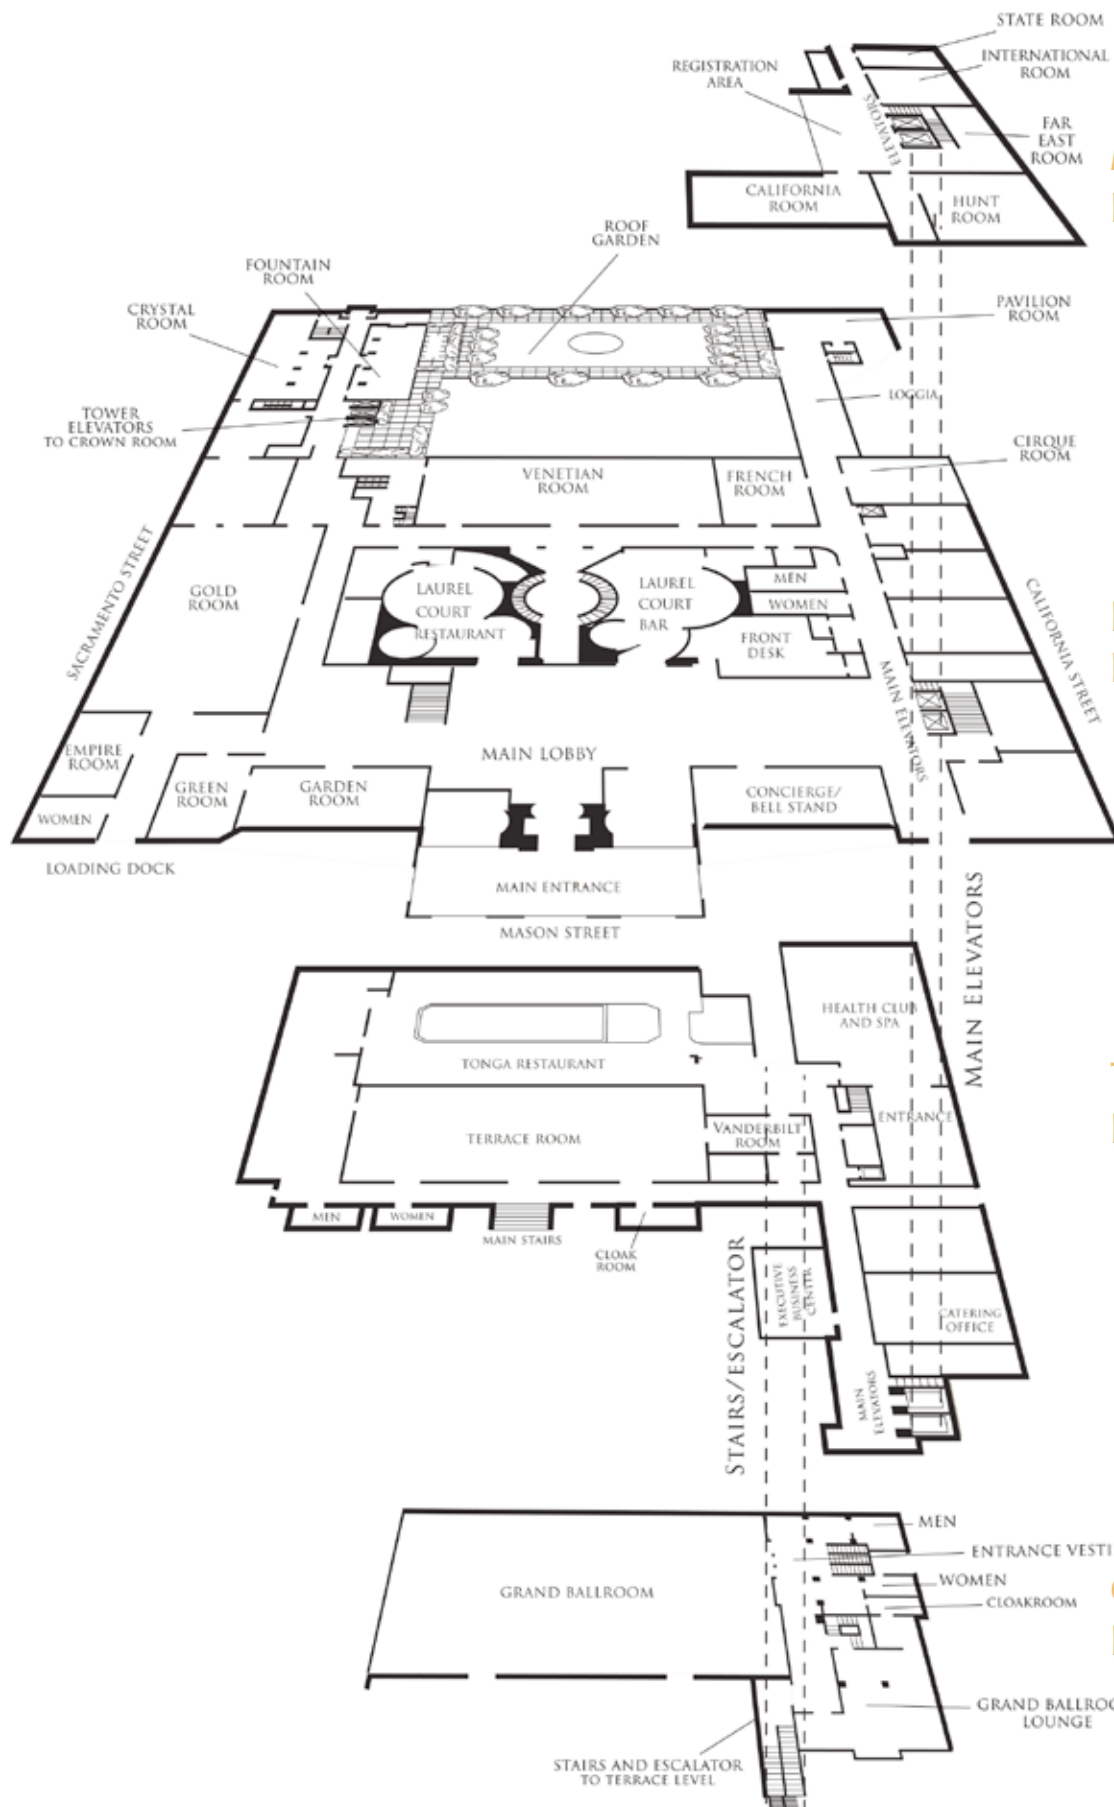 STATE ROOM
INTERNATIONAL
ROOM
REGISTRATION
AREA
ELEVATORS
FAR
EAST
ROOM
CALIFORNIA
ROOM
HUNT
ROOM
ROOF
GARDEN
FOUNTAIN
ROOM
CRYSTAL
ROOM
PAVILION
ROOM
LOGGIA
TOWER
ELEVATORS
TO CROWN ROOM
CIRQUE
ROOM
VENETIAN
ROOM
FRENCH
ROOM
SACRAMENTO STREET
GOLD
ROOM
LAUREL
COURT
RESTAURANT
LAUREL
COURT
BAR
MEN
WOMEN
FRONT
DESK
CALIFORNIA STREET
MAIN ELEVATORS
EMPIRE
ROOM
MAIN LOBBY
GREEN
ROOM
GARDEN
ROOM
CONCIERGE/
BELL STAND
WOMEN
LOADING DOCK
MAIN ENTRANCE
MASON STREET
MAIN ELEVATORS
HEALTH CLUB
AND SPA
TONGA RESTAURANT
ENTRANCE
TERRACE ROOM
VANDERBILT
ROOM
MEN
WOMEN
MAIN STAIRS
CLOAK
ROOM
STAIRS/ESCALATOR
EXECUTIVE
BUSINESS
CENTER
CATERING
OFFICE
MAIN
ELEVATORS
MEN
ENTRANCE VESTI
GRAND BALLROOM
WOMEN
CLOAKROOM
GRAND BALLROO
LOUNGE
STAIRS AND ESCALATOR
TO TERRACE LEVEL